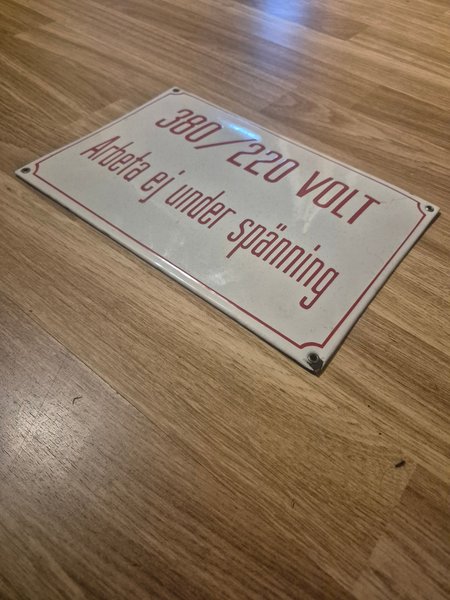 380/220 VOLT
Arbeta ej under spänning